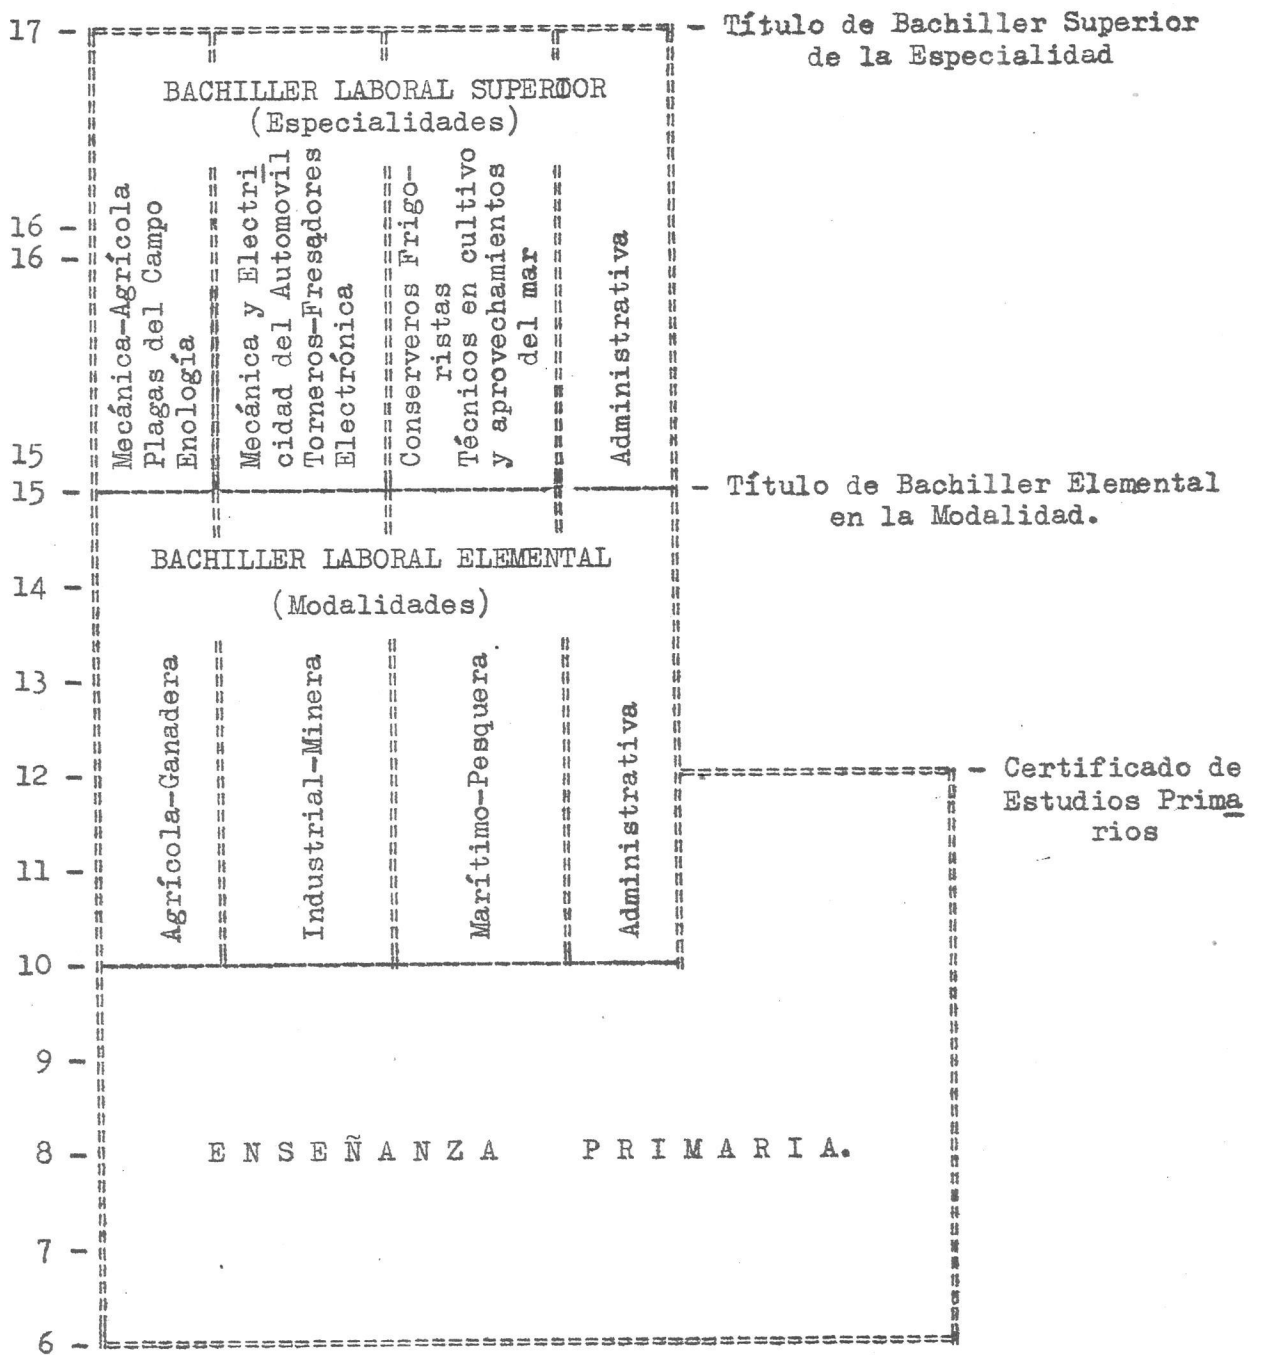 17 - Título de Bachiller Superior
de la Especialidad
BACHILLER LABORAL SUPERIOR
(Especialidades)
Mecánica-Agrícola
Plagas del Campo
Enología
Mecánica y Electri
cidad del Automovil
Torneros-Fresadores
Electrónica
Conserveros Frigo-
ristas
Técnicos en cultivo
y aprovechamientos
del mar
Administrativa
16 -
16 -
15
15 - - Título de Bachiller Elemental
en la Modalidad.
BACHILLER LABORAL ELEMENTAL
14 -
(Modalidades)
13 -
Agrícola-Ganadera
Industrial-Minera
Marítimo-Pesquera
Administrativa
12 - - Certificado de
Estudios Prima
rios
11 -
10 -
9 -
8 - ENSEÑANZA PRIMARIA.
7 -
6 -